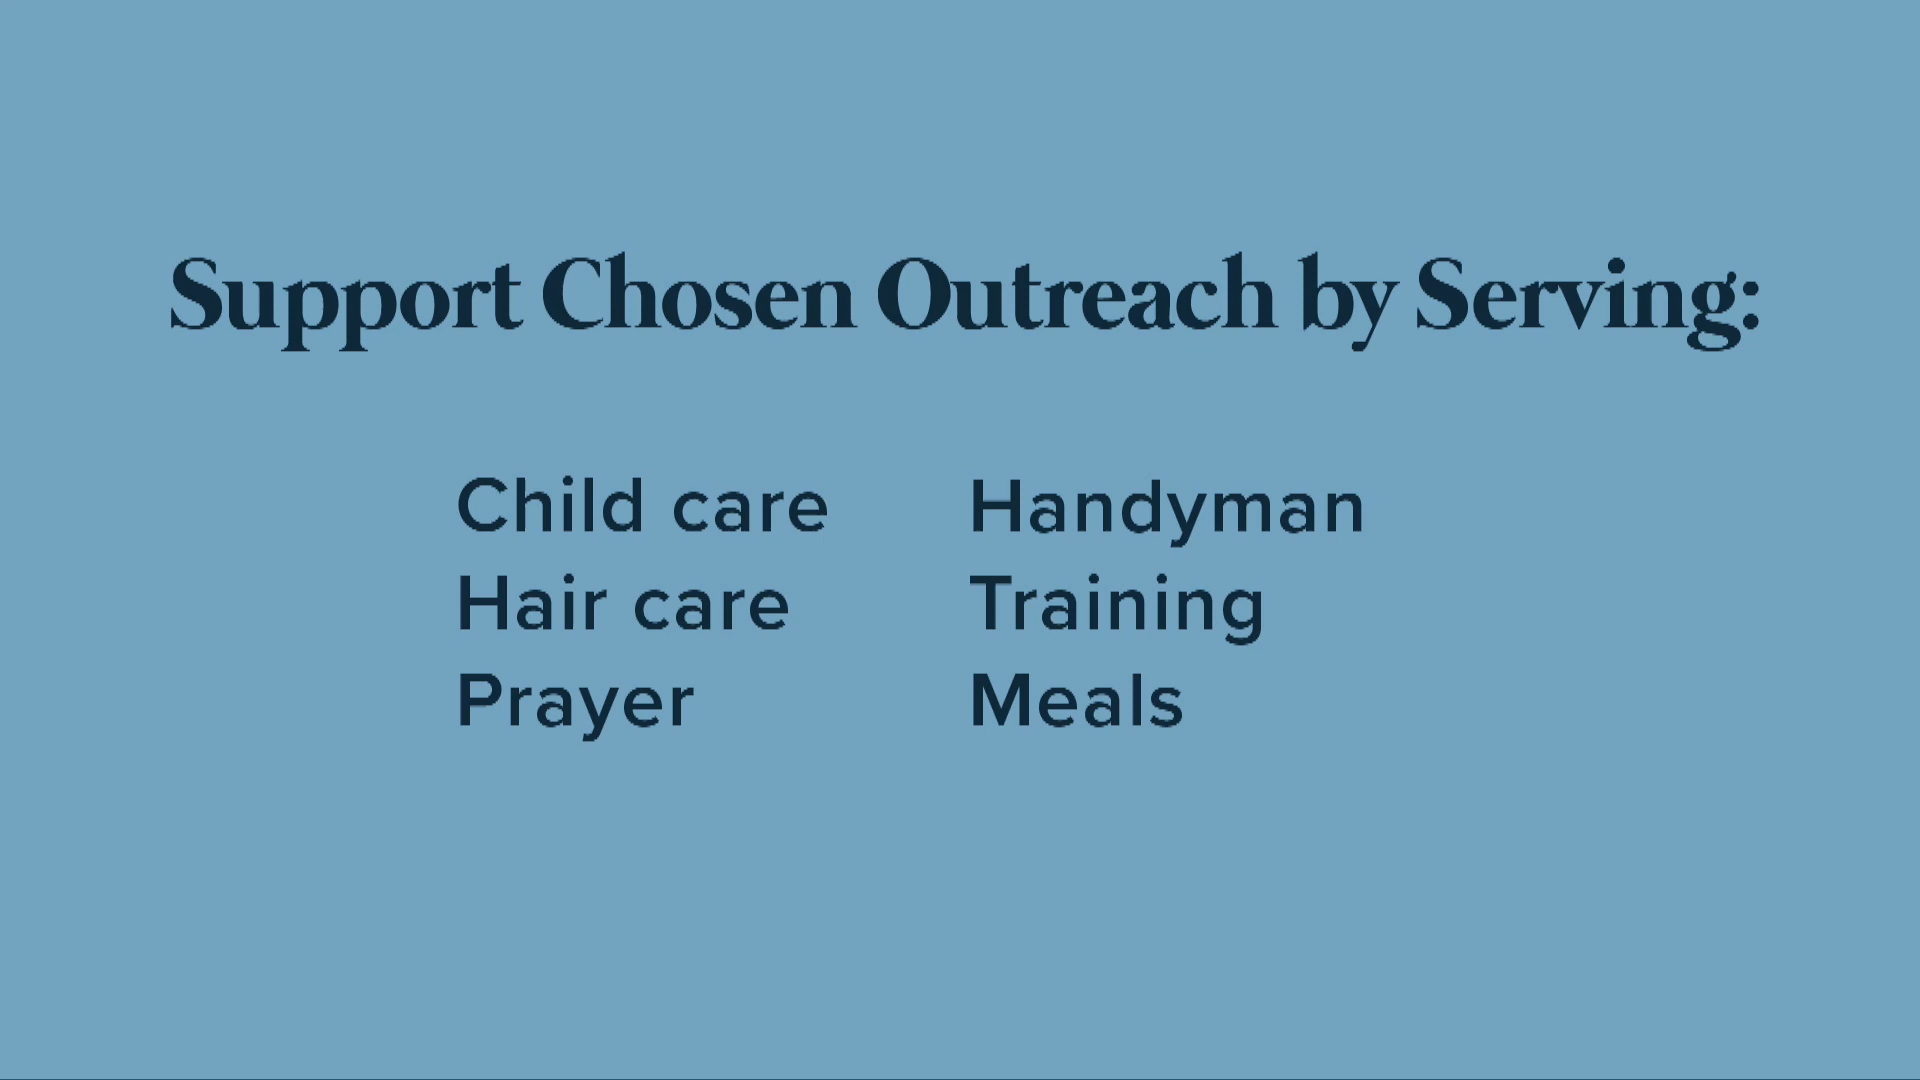 Support Chosen Outreach by Serving:
Child care
Hair care
Prayer
Handyman
Training
Meals